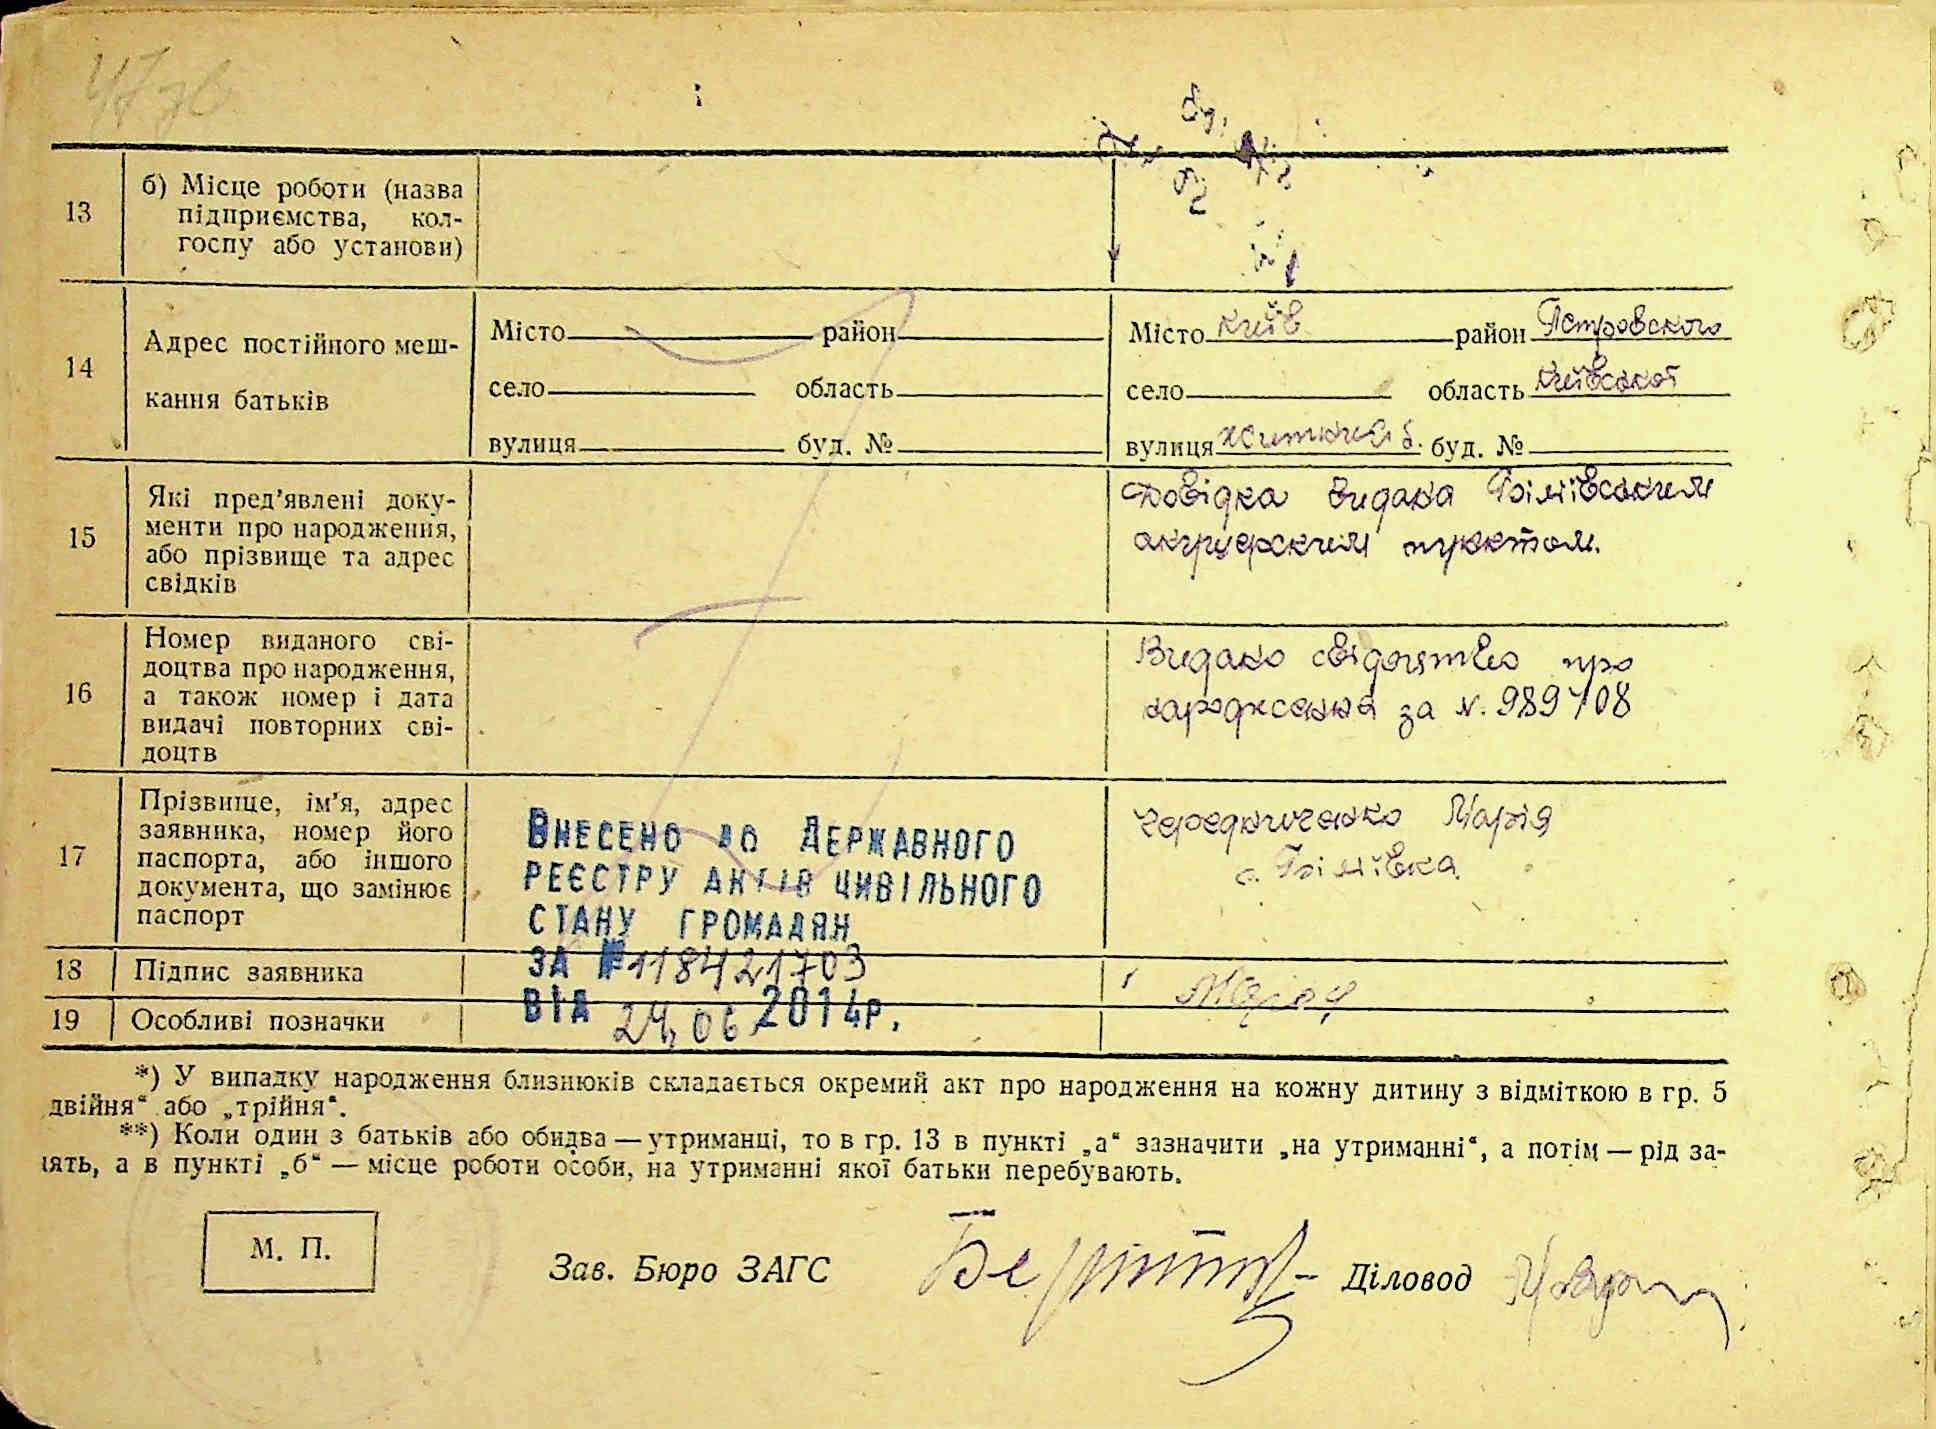 47 зв
13
б) Місце роботи (назва
підприємства, кол-
госпу або установи)
14
Адрес постійного меш-
кання батьків
Місто район
село область
вулиця буд. №
Місто Київ район Петровского
село область Київської
вулиця буд. №
15
Які пред’явлені доку-
менти про народження,
або прізвище та адрес
свідків
Довідка видана
акушерским пунктом.
16
Номер виданого сві-
доцтва про народження,
а також номер і дата
видачі повторних сві-
доцтв
Видано свідоцтво про
народження за N. 989708
17
Прізвище, ім’я, адрес
заявника, номер його
паспорта, або іншого
документа, що замінює
паспорт
Внесено до Державного
реєстру актів цивільного
стану громадян
за № 118421703
від 24.06 2014р.
Чередниченко Марія
18
Підпис заявника
19
Особливі позначки
*) У випадку народження близнюків складається окремий акт про народження на кожну дитину з відміткою в гр. 5
двійня“ або „трійня“.
**) Коли один з батьків або обидва — утриманці, то в гр. 13 в пункті „а“ зазначити „на утриманні“, а потім — рід за-
іять, а в пункті „б“ — місце роботи особи, на утриманні якої батьки перебувають.
М. П.
Зав. Бюро ЗАГС
Діловод